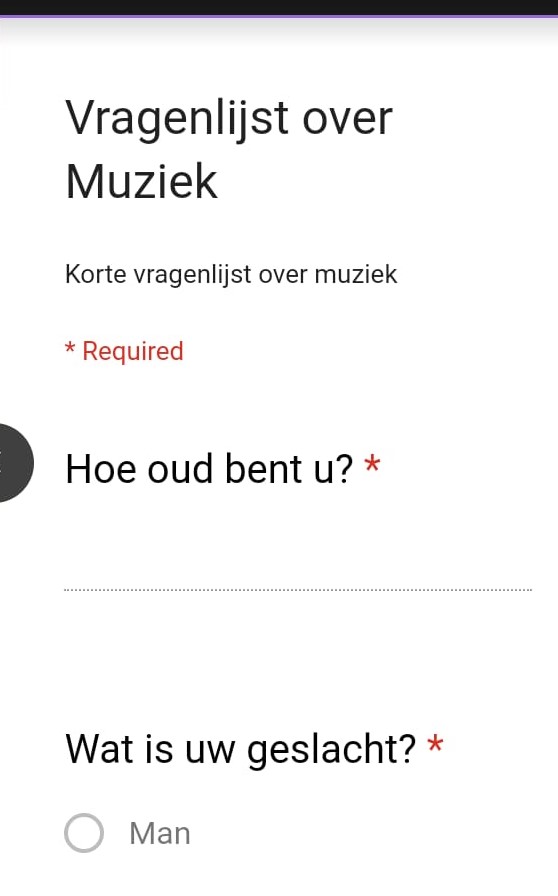 Vragenlijst over
Muziek
Korte vragenlijst over muziek
* Required
Hoe oud bent u? *
Wat is uw geslacht? *
Man